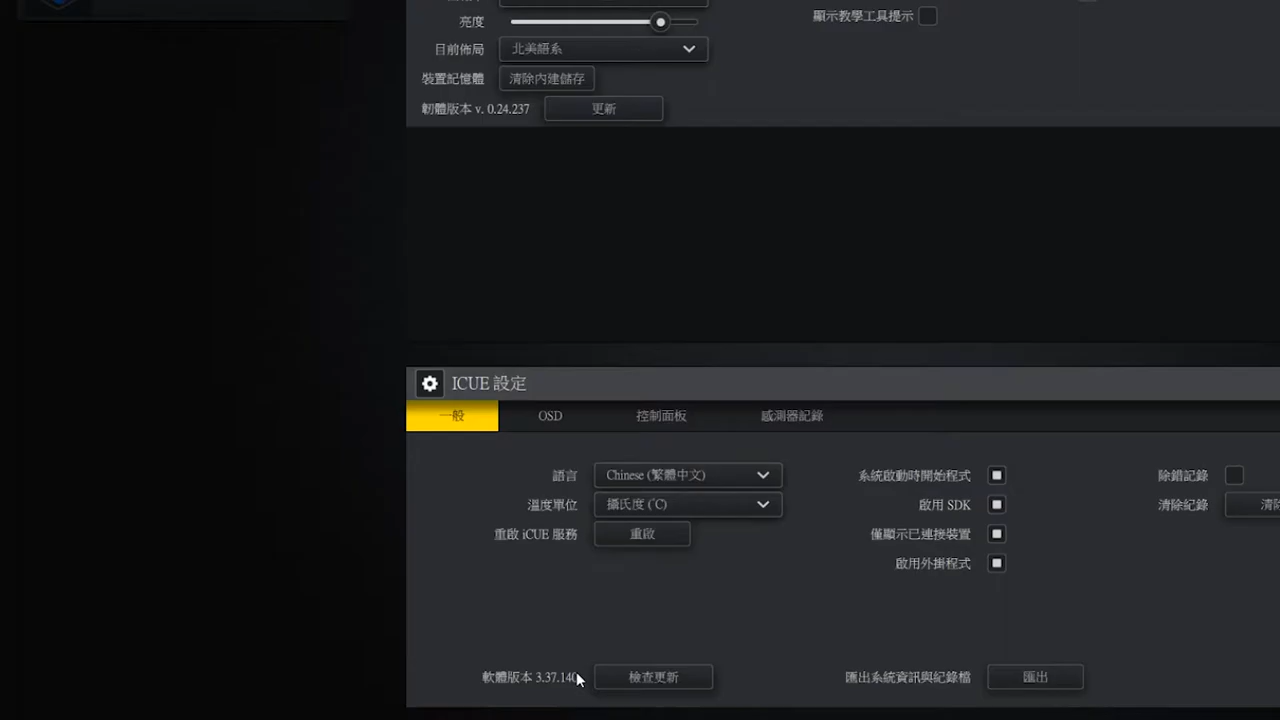 亮度
顯示教學工具提示
目前佈局 北美語系
裝置記憶體 清除內建儲存
韌體版本 v. 0.24.237 更新
ICUE 設定
一般 OSD 控制面板 感測器記錄
語言 Chinese (繁體中文) 系統啟動時開始程式 除錯記錄
溫度單位 攝氏度 (°C) 啟用 SDK 清除紀錄
重啟 iCUE 服務 重啟 僅顯示已連接裝置
啟用外掛程式
軟體版本 3.37.140 檢查更新 匯出系統資訊與紀錄檔 匯出